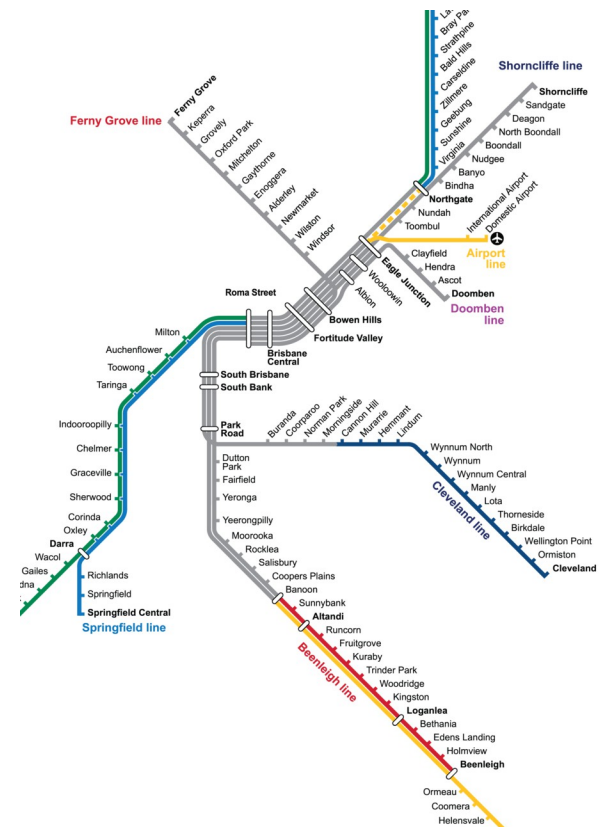 La
Bray Pa
Strathpine
Bald Hills
Carseldine
Zillmere
Geebung
Sunshine
Virginia
Northgate
Shorncliffe line
Shorncliffe
Sandgate
Deagon
North Boondall
Boondall
Nudgee
Banyo
Bindha
Nundah
Toombul
International Airport
Domestic Airport
Airport
line
Ferny Grove line
Ferny Grove
Keperra
Grovely
Oxford Park
Mitchelton
Gaythorne
Enoggera
Alderley
Newmarket
Wilston
Windsor
Eagle Junction
Wooloowin
Albion
Clayfield
Hendra
Ascot
Doomben
Doomben
line
Bowen Hills
Fortitude Valley
Brisbane
Central
Roma Street
Milton
Auchenflower
Toowong
Taringa
Indooroopilly
Chelmer
Graceville
Sherwood
Corinda
Oxley
Darra
Wacol
Gailes
dna
Richlands
Springfield
Springfield Central
Springfield line
South Brisbane
South Bank
Park
Road
Buranda
Coorparoo
Norman Park
Morningside
Cannon Hill
Murarrie
Hemmant
Lindum
Wynnum North
Wynnum
Wynnum Central
Manly
Lota
Thorneside
Birkdale
Wellington Point
Ormiston
Cleveland
Cleveland line
Dutton
Park
Fairfield
Yeronga
Yeerongpilly
Moorooka
Rocklea
Salisbury
Coopers Plains
Banoon
Sunnybank
Altandi
Runcorn
Fruitgrove
Kuraby
Trinder Park
Woodridge
Kingston
Loganlea
Bethania
Edens Landing
Holmview
Beenleigh
Beenleigh line
Ormeau
Coomera
Helensvale